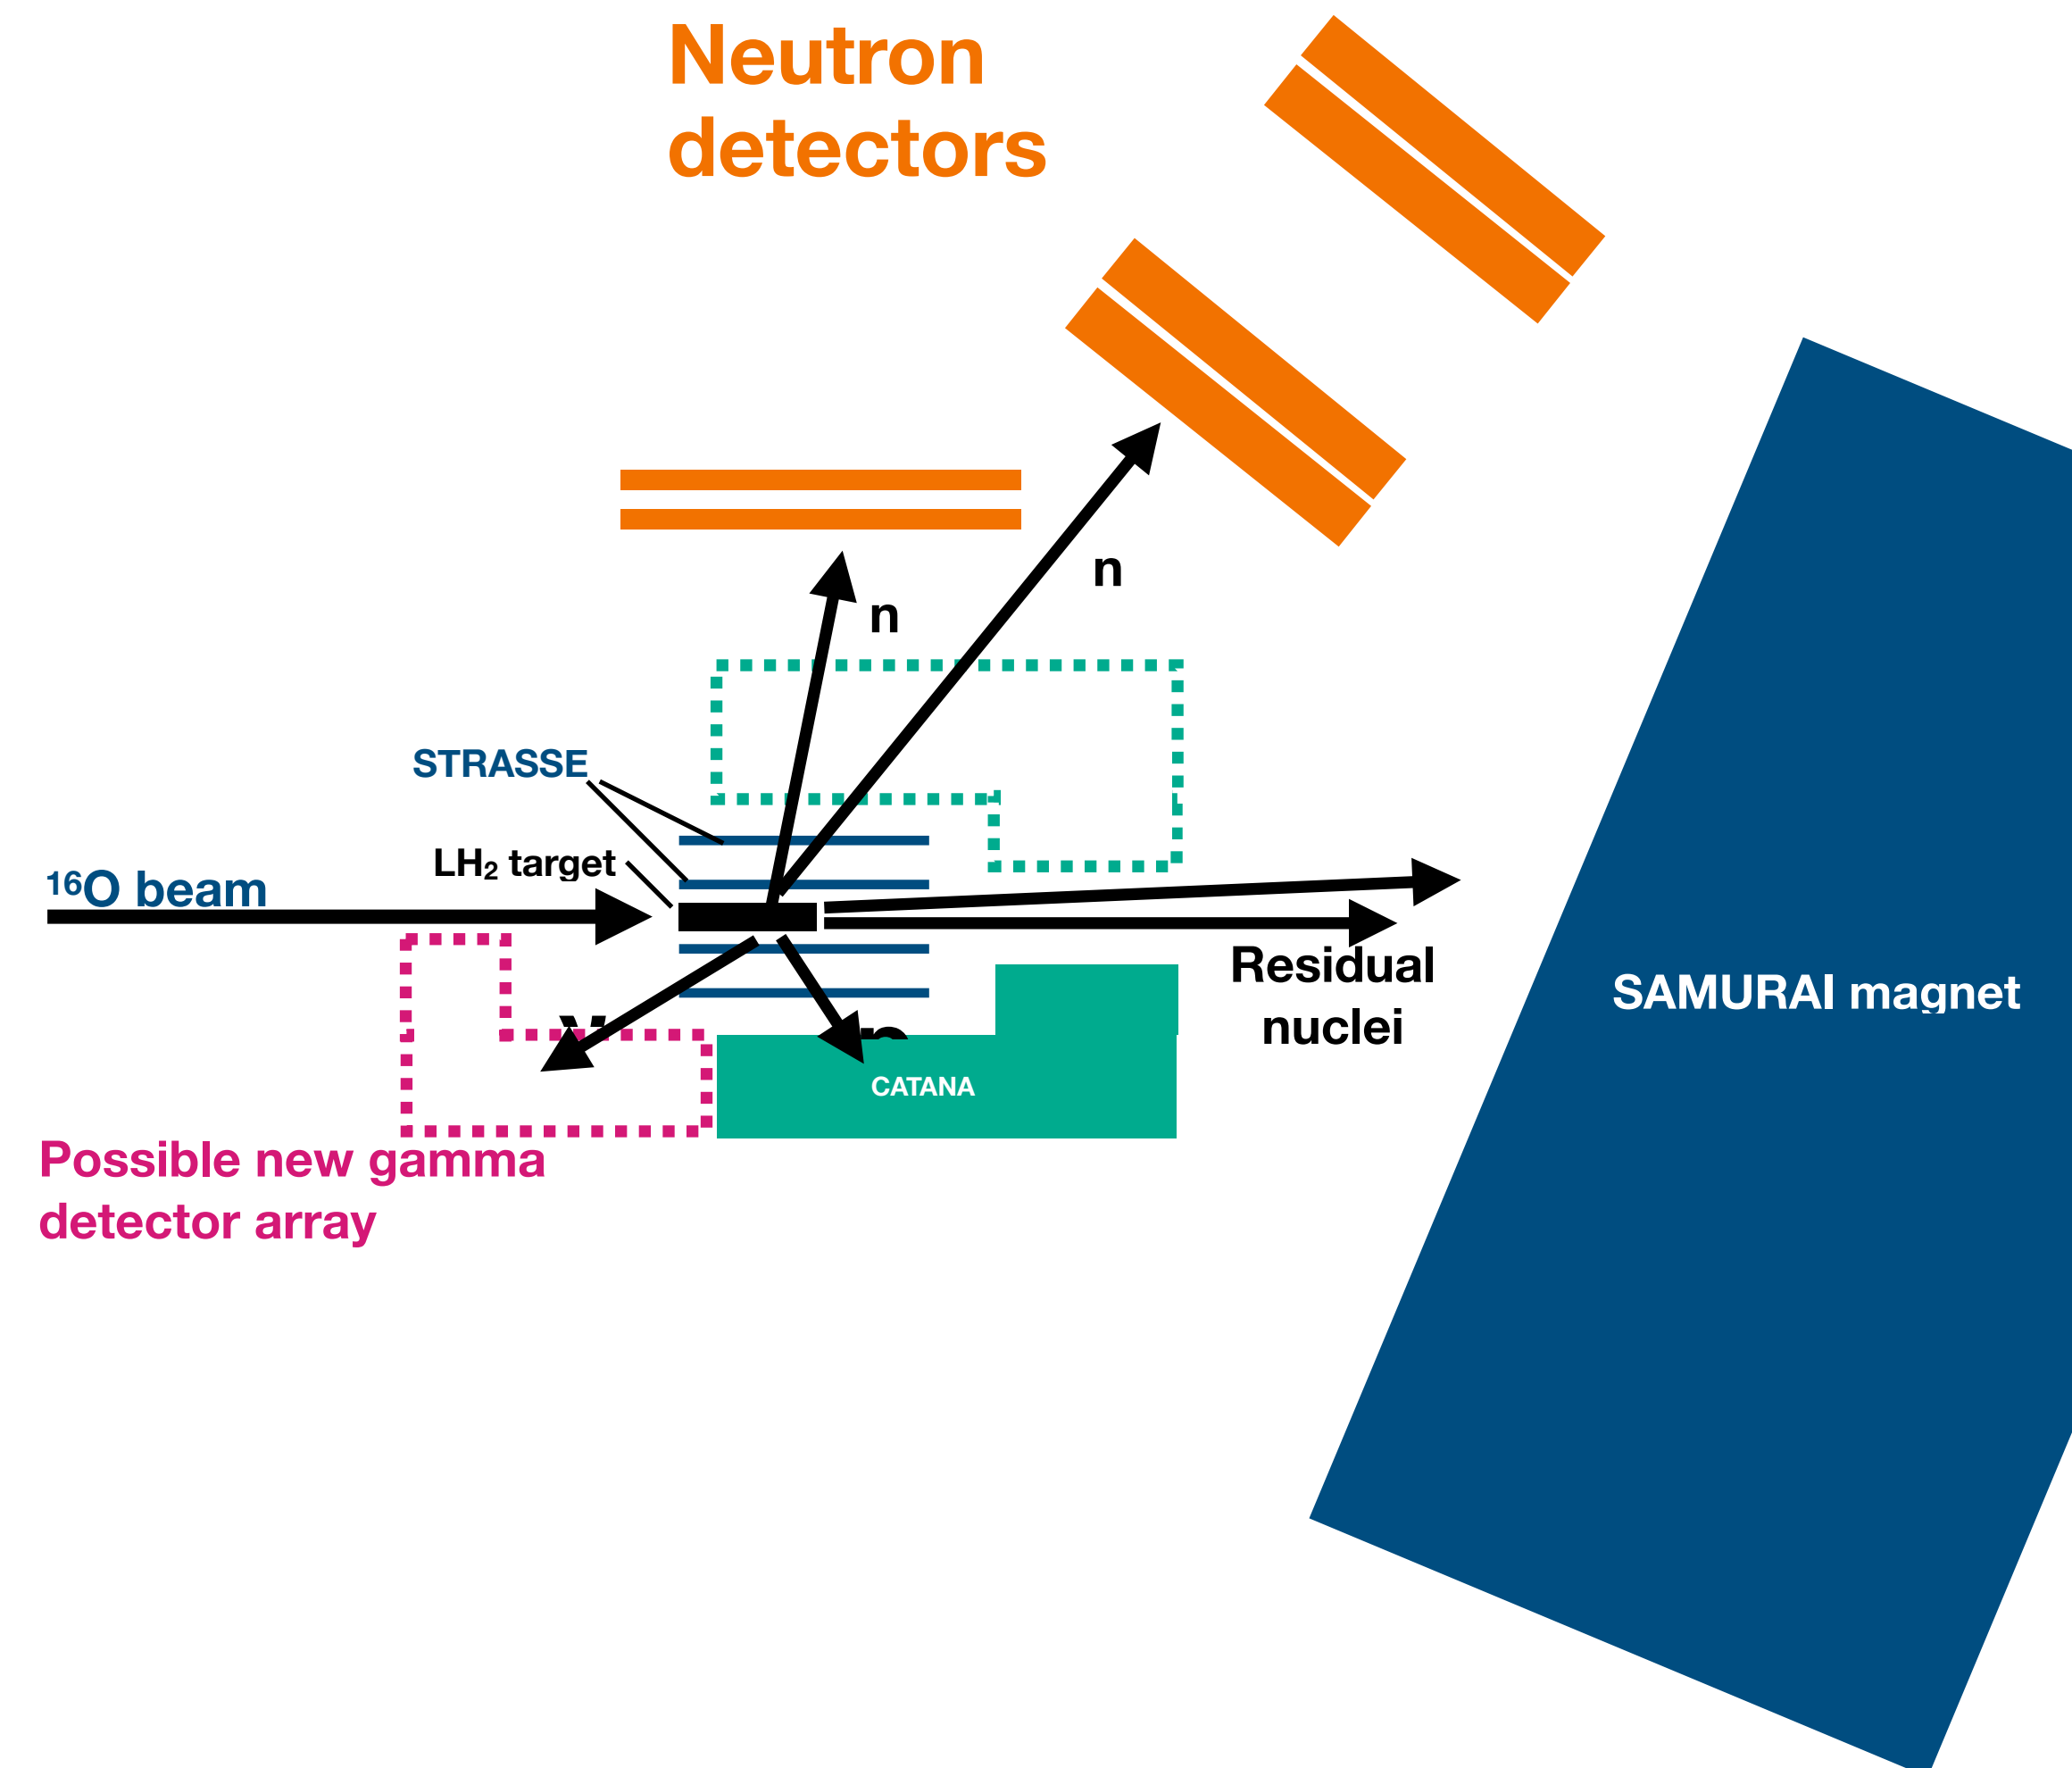 Neutron
detectors
n
n
STRASSE
LH₂ target
¹⁶O beam
Residual
nuclei
SAMURAI magnet
CATANA
Possible new gamma
detector array